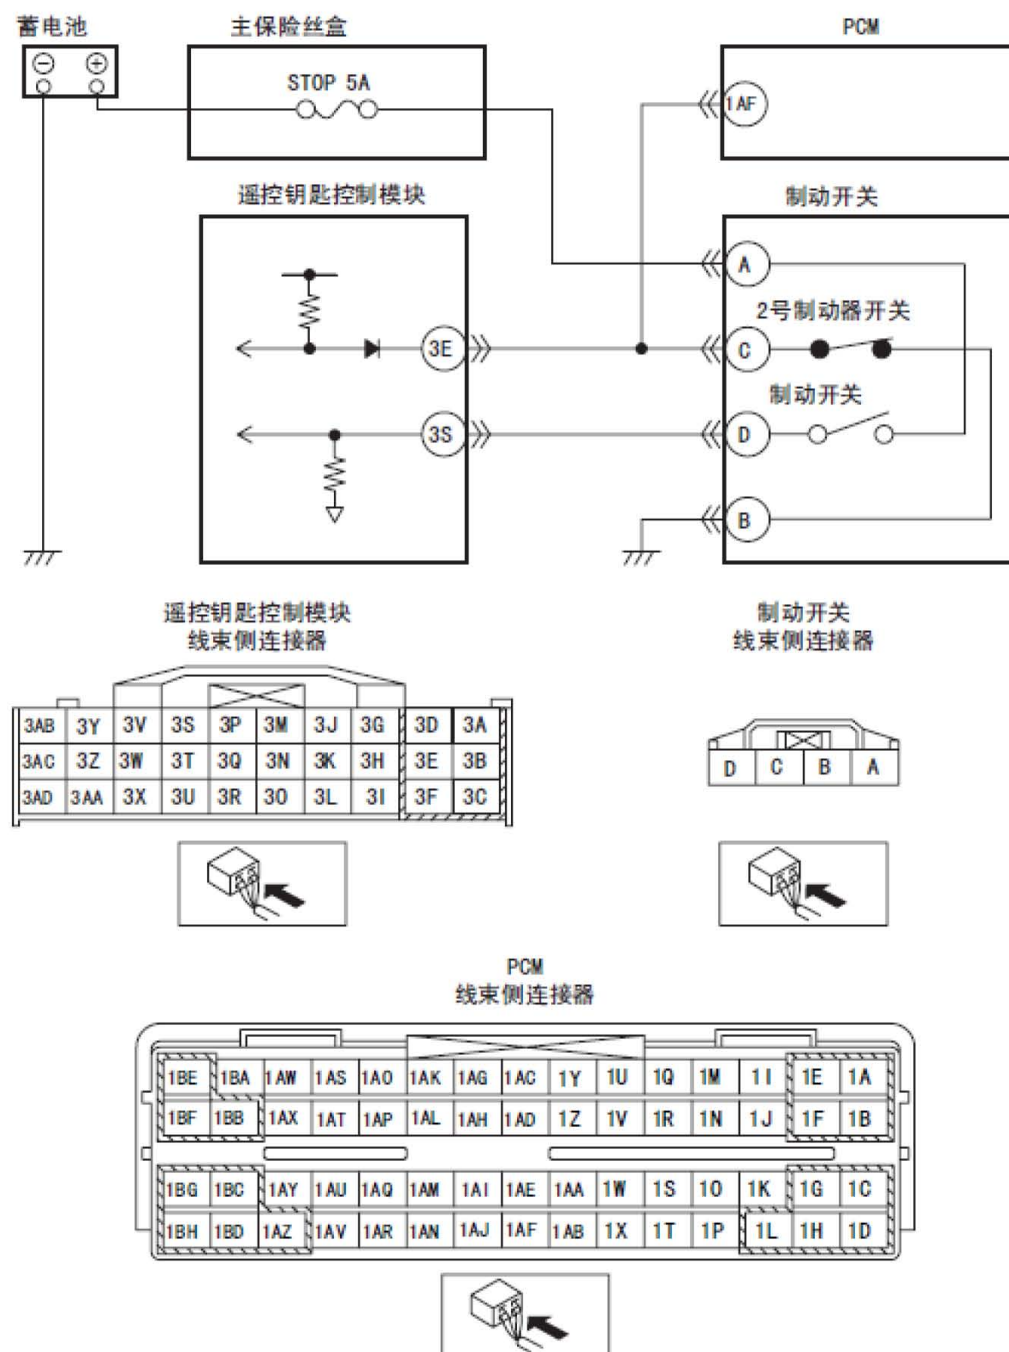 蓄电池
主保险丝盒
PCM
STOP 5A
1AF
遥控钥匙控制模块
制动开关
A
2号制动器开关
3E
C
制动开关
3S
D
B
遥控钥匙控制模块
线束侧连接器
制动开关
线束侧连接器
3AB 3Y 3V 3S 3P 3M 3J 3G 3D 3A
3AC 3Z 3W 3T 3Q 3N 3K 3H 3E 3B
3AD 3AA 3X 3U 3R 3O 3L 3I 3F 3C
D C B A
PCM
线束侧连接器
1BE 1BA 1AW 1AS 1AO 1AK 1AG 1AC 1Y 1U 1Q 1M 1I 1E 1A
1BF 1BB 1AX 1AT 1AP 1AL 1AH 1AD 1Z 1V 1R 1N 1J 1F 1B
1BG 1BC 1AY 1AU 1AQ 1AM 1AI 1AE 1AA 1W 1S 1O 1K 1G 1C
1BH 1BD 1AZ 1AV 1AR 1AN 1AJ 1AF 1AB 1X 1T 1P 1L 1H 1D